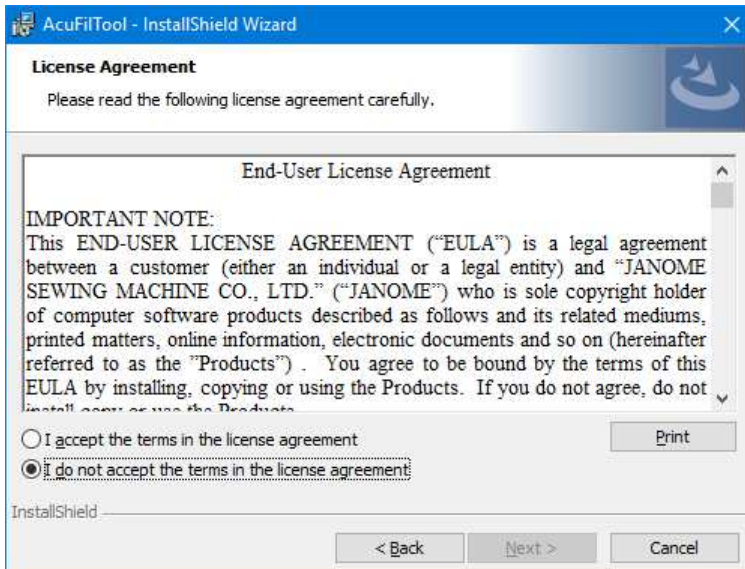 AcuFilTool - InstallShield Wizard
License Agreement
Please read the following license agreement carefully.
End-User License Agreement
IMPORTANT NOTE:
This END-USER LICENSE AGREEMENT (“EULA”) is a legal agreement
between a customer (either an individual or a legal entity) and “JANOME
SEWING MACHINE CO., LTD.” (“JANOME”) who is sole copyright holder
of computer software products described as follows and its related mediums,
printed matters, online information, electronic documents and so on (hereinafter
referred to as the ”Products”) . You agree to be bound by the terms of this
EULA by installing, copying or using the Products. If you do not agree, do not
install copy or use the Products
I accept the terms in the license agreement
Print
I do not accept the terms in the license agreement
InstallShield
< Back
Next >
Cancel